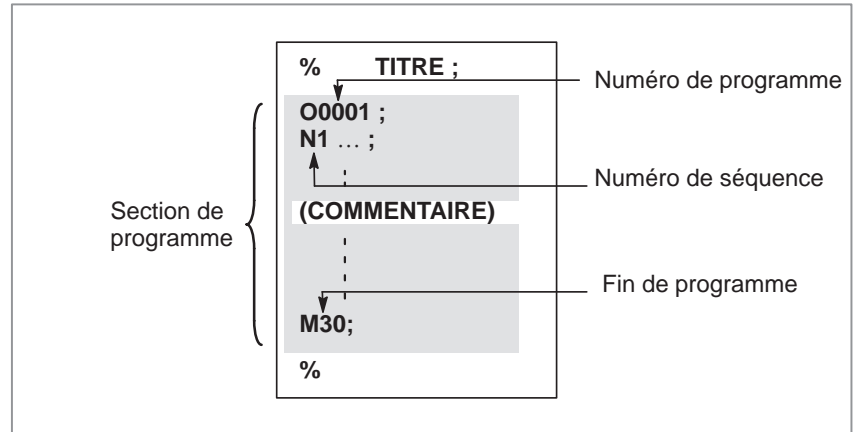 % TITRE ;
Numéro de programme
O0001 ;
N1 … ;
Numéro de séquence
Section de
programme
(COMMENTAIRE)
Fin de programme
M30;
%